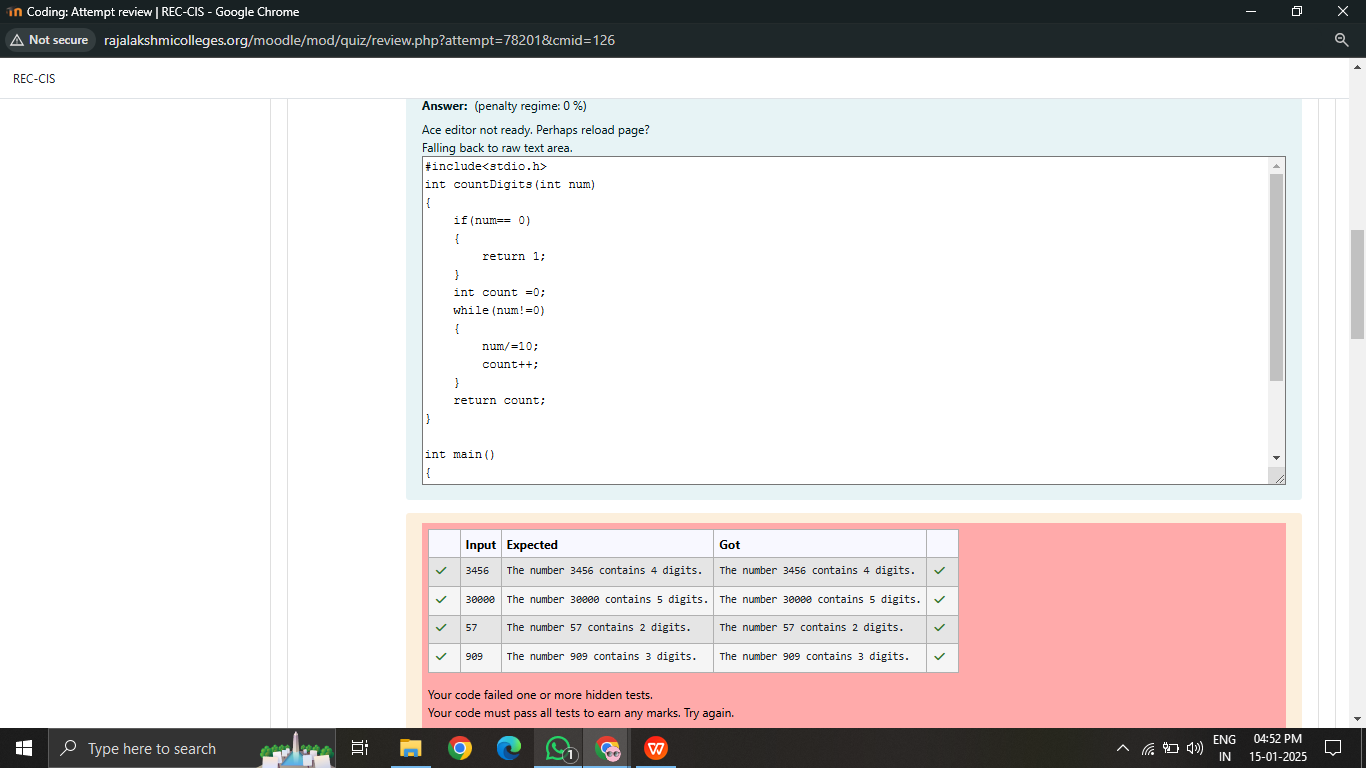 Coding: Attempt review | REC-CIS - Google Chrome
Not secure rajalakshmicolleges.org/moodle/mod/quiz/review.php?attempt=78201&cmid=126
REC-CIS
Answer: (penalty regime: 0 %)
Ace editor not ready. Perhaps reload page?
Falling back to raw text area.
#include<stdio.h>
int countDigits(int num)
{
    if(num== 0)
    {
        return 1;
    }
    int count =0;
    while(num!=0)
    {
        num/=10;
        count++;
    }
    return count;
}
int main()
{
Input Expected Got
3456 The number 3456 contains 4 digits. The number 3456 contains 4 digits.
30000 The number 30000 contains 5 digits. The number 30000 contains 5 digits.
57 The number 57 contains 2 digits. The number 57 contains 2 digits.
909 The number 909 contains 3 digits. The number 909 contains 3 digits.
Your code failed one or more hidden tests.
Your code must pass all tests to earn any marks. Try again.
Type here to search
1
W
ENG
IN
04:52 PM
15-01-2025